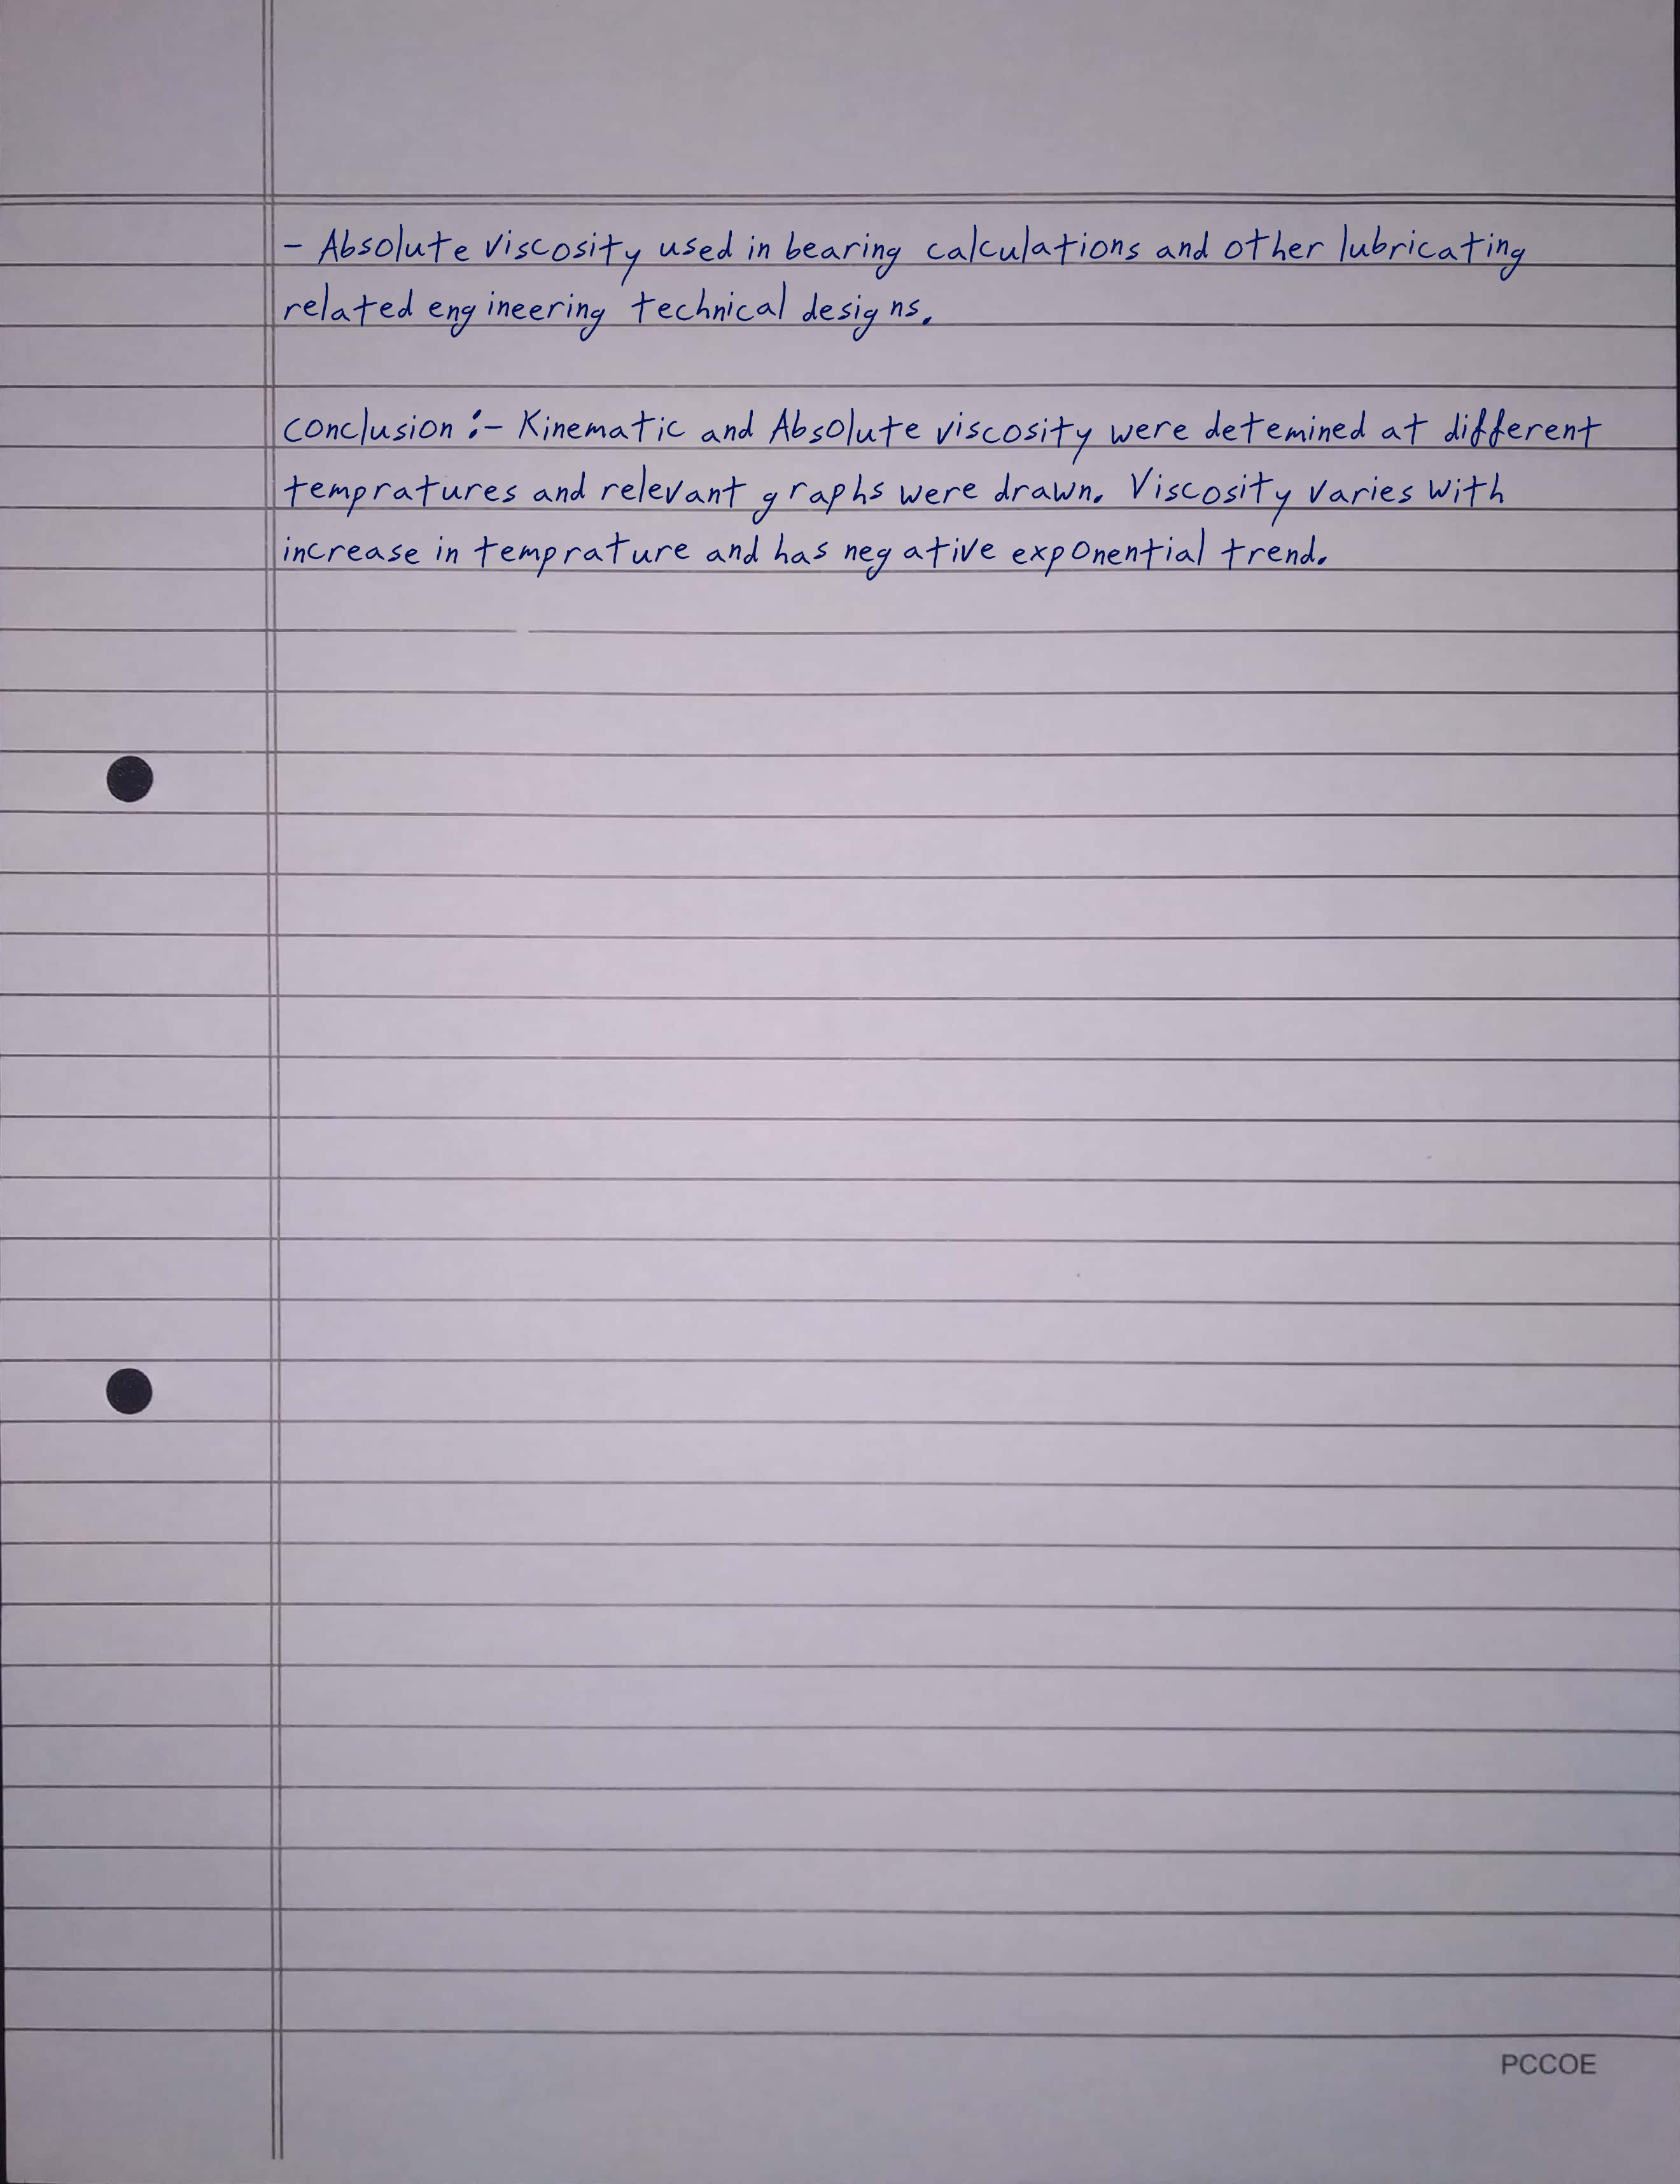 - Absolute viscosity used in bearing calculations and other lubricating
related engineering technical designs.
conclusion :- Kinematic and Absolute viscosity were detemined at different
tempratures and relevant graphs were drawn. Viscosity varies with
increase in temprature and has negative exponential trend.
PCCOE